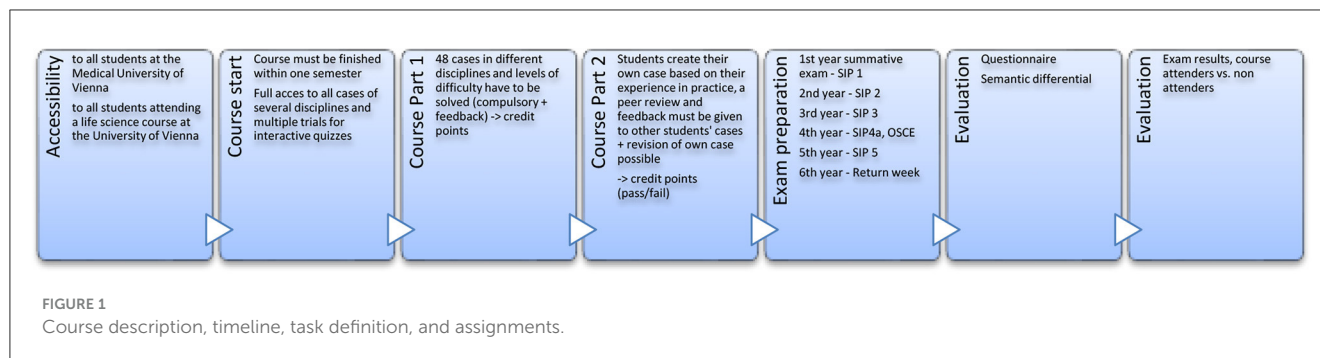 Accessibility
to all students at the
Medical University of
Vienna
to all students attending
a life science course at
the University of Vienna
Course start
Course must be finished
within one semester
Full acces to all cases of
several disciplines and
multiple trials for
interactive quizzes
Course Part 1
48 cases in different
disciplines and levels of
difficulty have to be
solved (compulsory +
feedback) -> credit
points
Course Part 2
Students create their
own case based on their
experience in practice, a
peer review and
feedback must be given
to other students' cases
+ revision of own case
possible
-> credit points
(pass/fail)
Exam preparation
1st year summative
exam - SIP 1
2nd year - SIP 2
3rd year - SIP 3
4th year - SIP4a, OSCE
5th year - SIP 5
6th year - Return week
Evaluation
Questionnaire
Semantic differential
Evaluation
Exam results, course
attenders vs. non
attenders
FIGURE 1
Course description, timeline, task definition, and assignments.